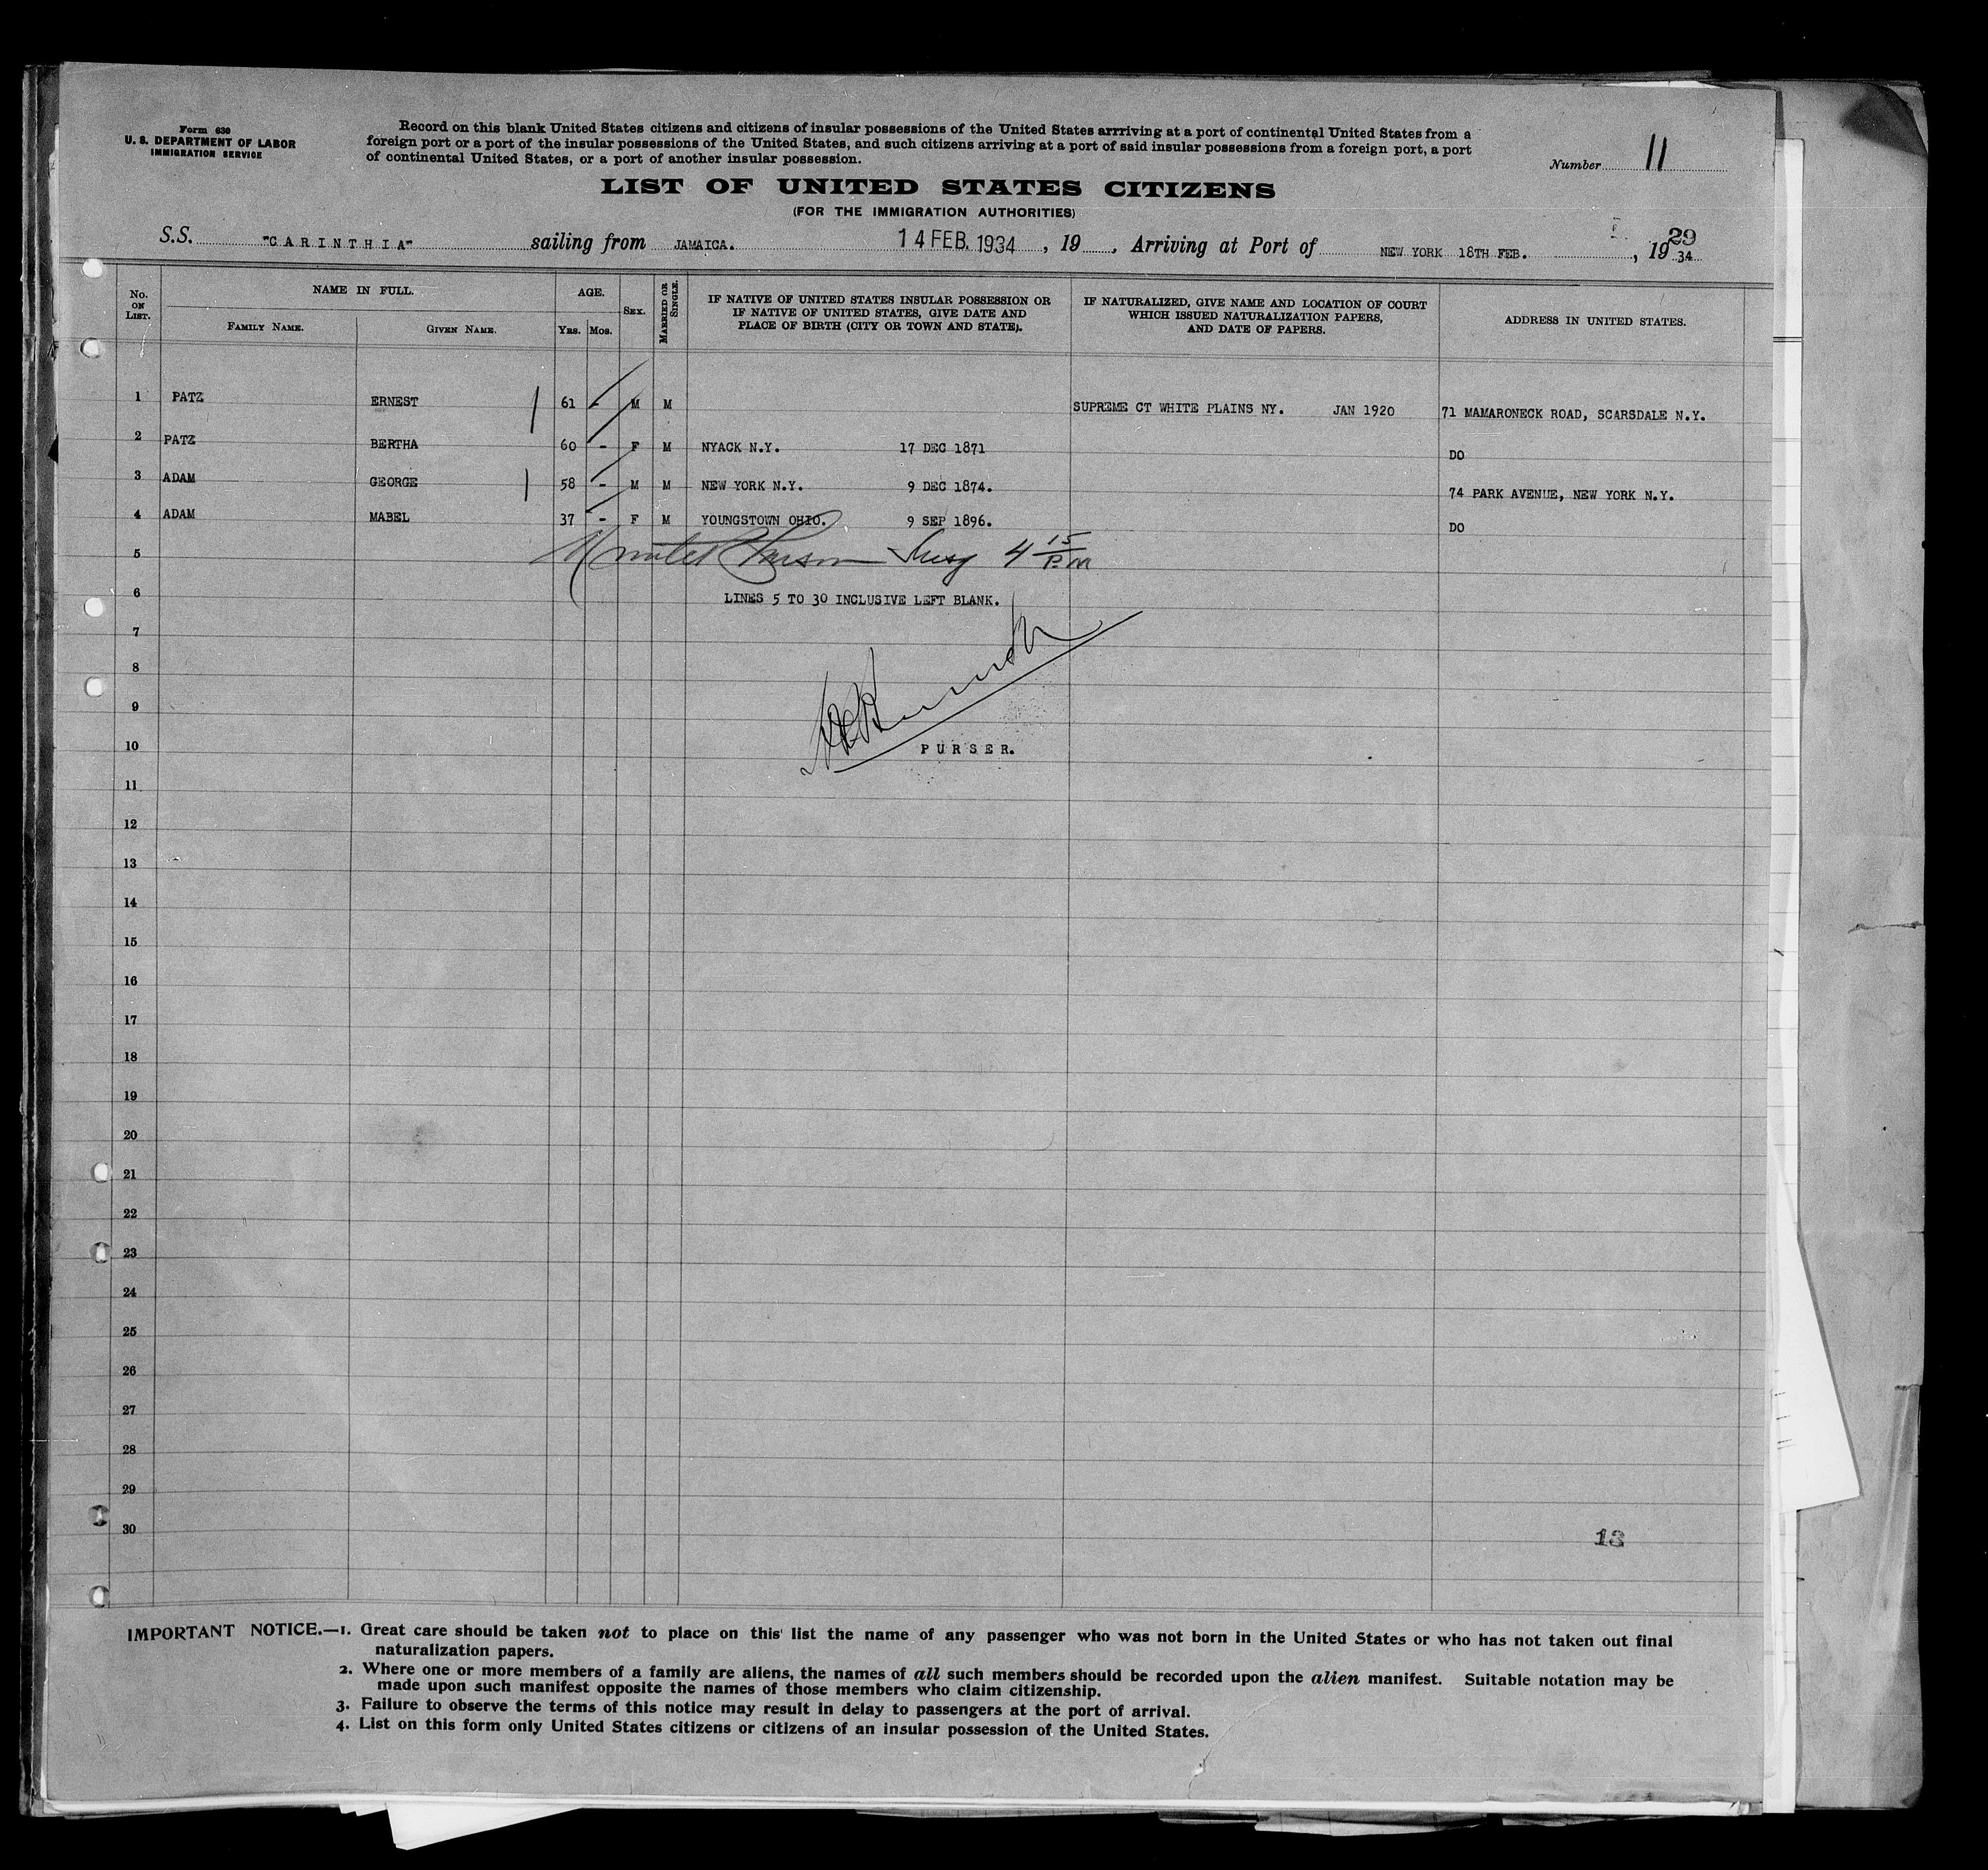 Form 630
U. S. DEPARTMENT OF LABOR
IMMIGRATION SERVICE
Record on this blank United States citizens and citizens of insular possessions of the United States arrriving at a port of continental United States from a
foreign port or a port of the insular possessions of the United States, and such citizens arriving at a port of said insular possessions from a foreign port, a port
of continental United States, or a port of another insular possession.
Number 11
LIST OF UNITED STATES CITIZENS
(FOR THE IMMIGRATION AUTHORITIES)
S.S. "CARINTHIA" sailing from JAMAICA. 14 FEB. 1934, 19 , Arriving at Port of NEW YORK 18TH FEB. , 19 34
29
No. ON LIST.
NAME IN FULL.
FAMILY NAME.
GIVEN NAME.
AGE.
Yrs. Mos.
SEX.
MARRIED OR SINGLE.
IF NATIVE OF UNITED STATES INSULAR POSSESSION OR
IF NATIVE OF UNITED STATES, GIVE DATE AND
PLACE OF BIRTH (CITY OR TOWN AND STATE).
IF NATURALIZED, GIVE NAME AND LOCATION OF COURT
WHICH ISSUED NATURALIZATION PAPERS,
AND DATE OF PAPERS.
ADDRESS IN UNITED STATES.
1 PATZ ERNEST 61 - M M SUPREME CT WHITE PLAINS NY. JAN 1920 71 MAMARONECK ROAD, SCARSDALE N.Y.
2 PATZ BERTHA 60 - F M NYACK N.Y. 17 DEC 1871 DO
3 ADAM GEORGE 58 - M M NEW YORK N.Y. 9 DEC 1874. 74 PARK AVENUE, NEW YORK N.Y.
4 ADAM MABEL 37 - F M YOUNGSTOWN OHIO. 9 SEP 1896. DO
5 4 15 P.M
6 LINES 5 TO 30 INCLUSIVE LEFT BLANK.
7
8
9
10 PURSER.
11
12
13
14
15
16
17
18
19
20
21
22
23
24
25
26
27
28
29
30
13
IMPORTANT NOTICE.—1. Great care should be taken not to place on this list the name of any passenger who was not born in the United States or who has not taken out final
naturalization papers.
2. Where one or more members of a family are aliens, the names of all such members should be recorded upon the alien manifest. Suitable notation may be
made upon such manifest opposite the names of those members who claim citizenship.
3. Failure to observe the terms of this notice may result in delay to passengers at the port of arrival.
4. List on this form only United States citizens or citizens of an insular possession of the United States.